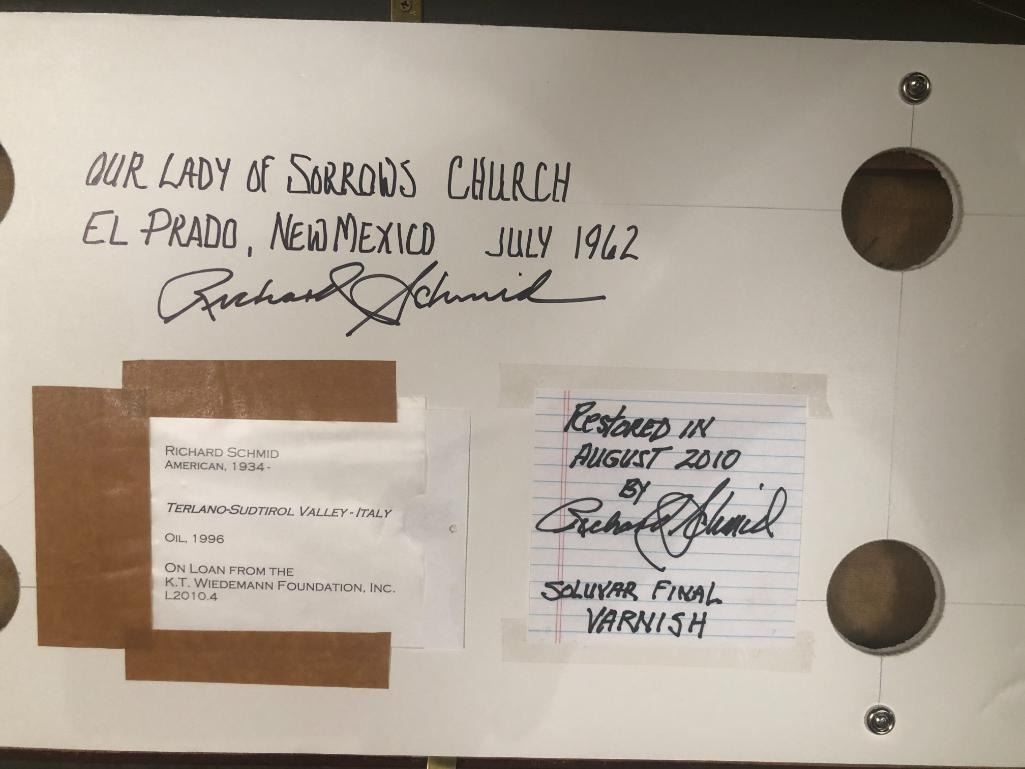 OUR LADY OF SORROWS CHURCH
EL PRADO, NEW MEXICO JULY 1962
Richard Schmid
RICHARD SCHMID
AMERICAN, 1934-
TERLANO-SUDTIROL VALLEY-ITALY
OIL, 1996
ON LOAN FROM THE
K.T. WIEDEMANN FOUNDATION, INC.
L2010.4
RESTORED IN
AUGUST 2010
BY
Richard Schmid
SOLUVAR FINAL
VARNISH